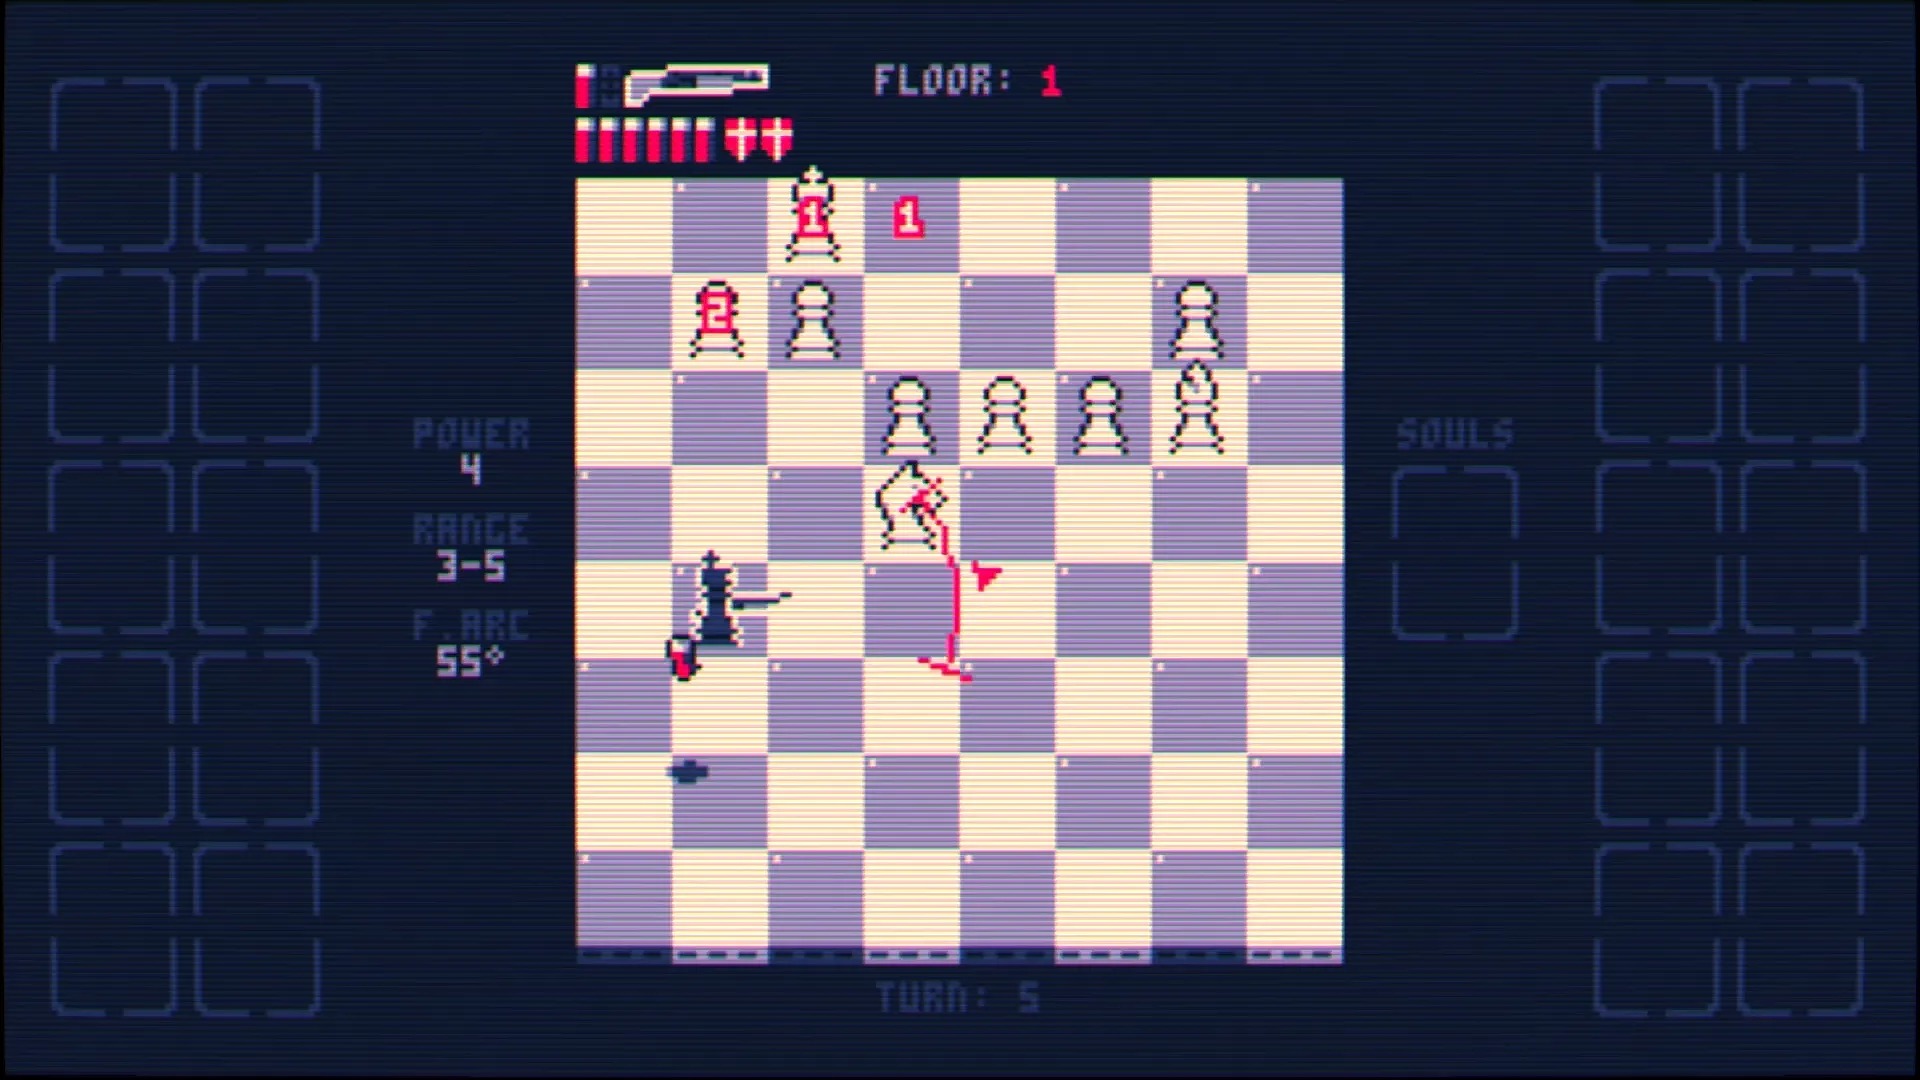 FLOOR: 1
1 1
2
POWER
4
RANGE
3-5
F.ARC
55°
SOULS
TURN: 5